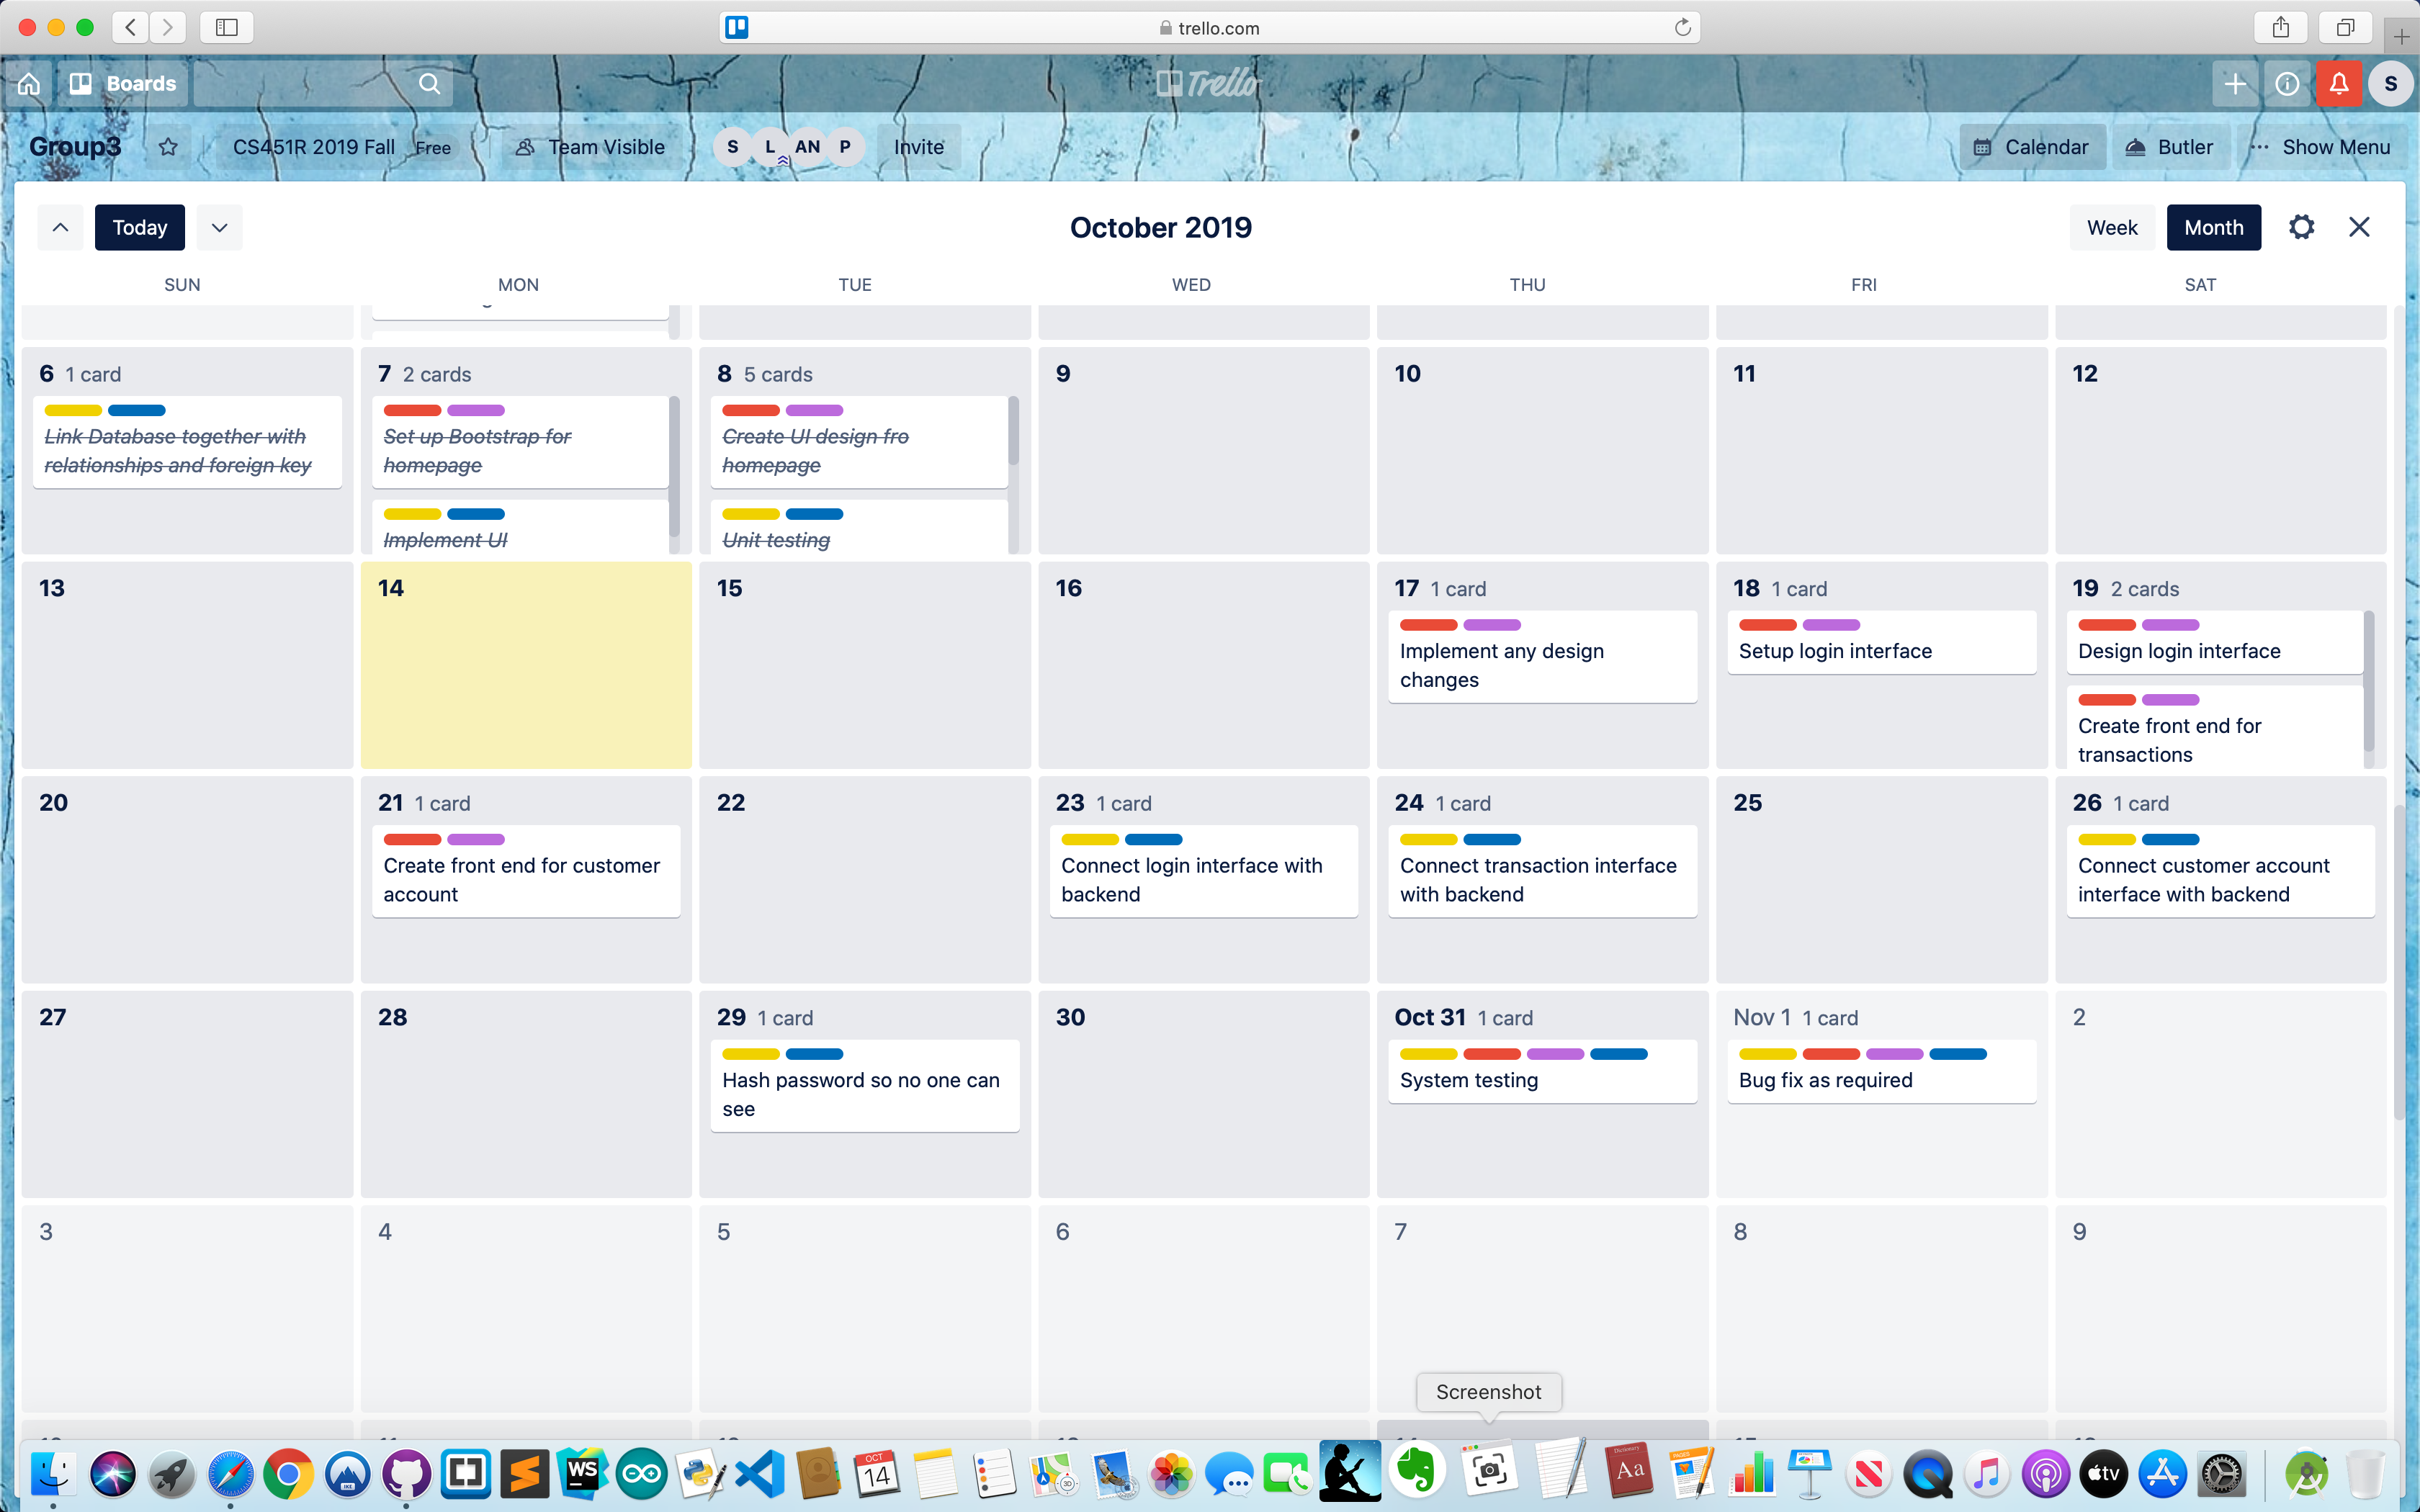 trello.com
Boards
Trello
S
Group3
CS451R 2019 Fall Free
Team Visible
S L AN P
Invite
Calendar
Butler
Show Menu
Today
October 2019
Week
Month
SUN MON TUE WED THU FRI SAT
6 1 card
Link Database together with
relationships and foreign key
7 2 cards
Set up Bootstrap for
homepage
Implement UI
8 5 cards
Create UI design fro
homepage
Unit testing
9
10
11
12
13
14
15
16
17 1 card
Implement any design
changes
18 1 card
Setup login interface
19 2 cards
Design login interface
Create front end for
transactions
20
21 1 card
Create front end for customer
account
22
23 1 card
Connect login interface with
backend
24 1 card
Connect transaction interface
with backend
25
26 1 card
Connect customer account
interface with backend
27
28
29 1 card
Hash password so no one can
see
30
Oct 31 1 card
System testing
Nov 1 1 card
Bug fix as required
2
3
4
5
6
7
8
9
Screenshot
IKE
WS
OCT
14
3D
Dictionary
Aa
PAGES
tv